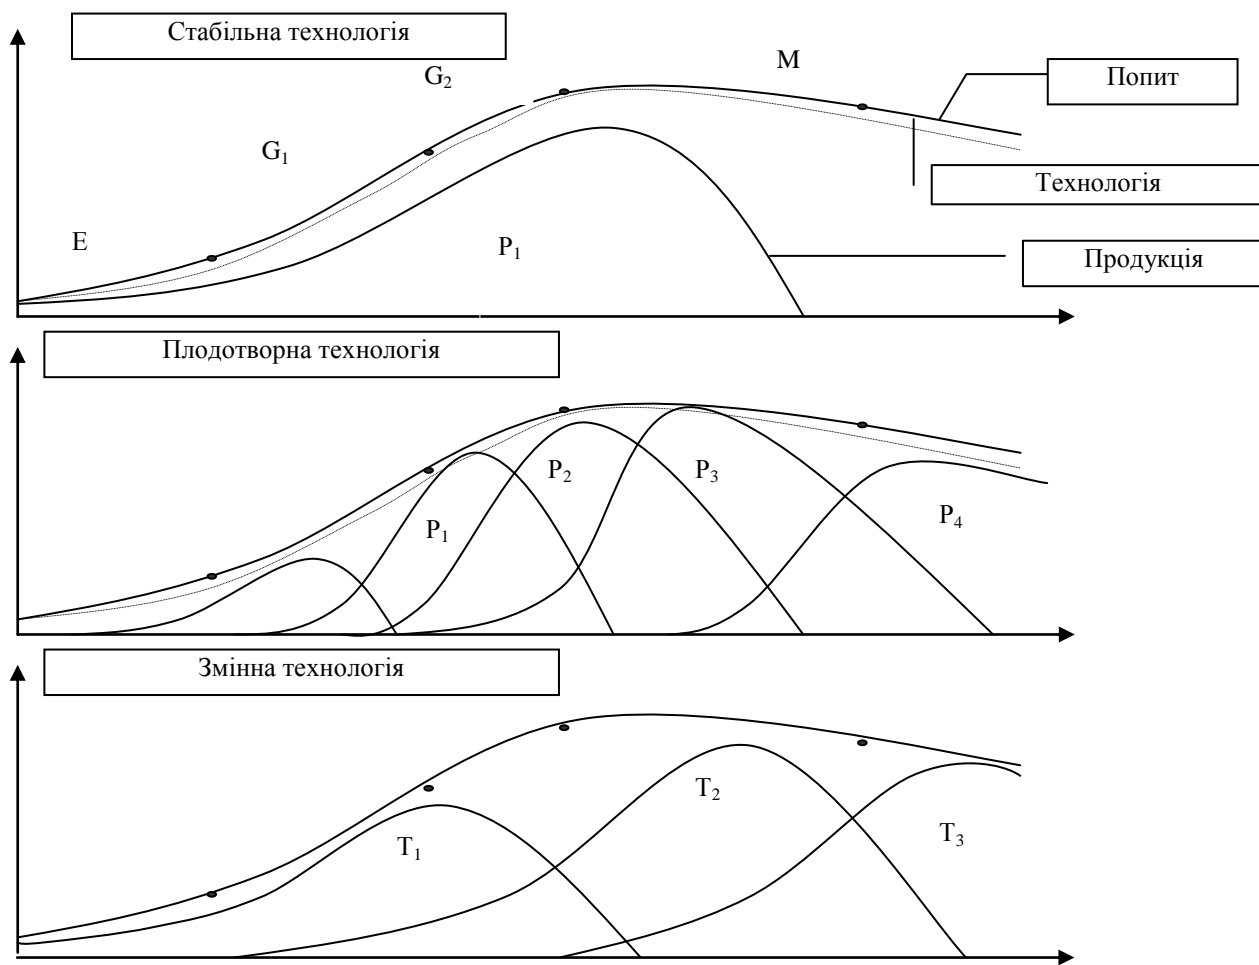 Стабільна технологія
M
G₂
Попит
G₁
Технологія
E
P₁
Продукція
Плодотворна технологія
P₂
P₃
P₁
P₄
Змінна технологія
T₂
T₁
T₃